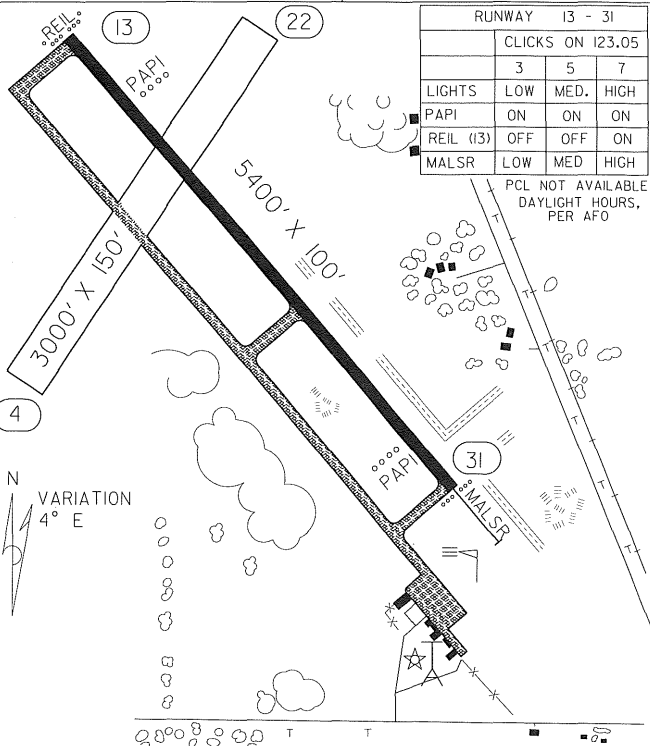 REIL
13
22
PAPI
RUNWAY 13 - 31
CLICKS ON 123.05
3 5 7
LIGHTS LOW MED. HIGH
PAPI ON ON ON
REIL (13) OFF OFF ON
MALSR LOW MED HIGH
PCL NOT AVAILABLE
DAYLIGHT HOURS,
PER AFO
5400' X 100'
3000' X 150'
4
PAPI
31
MALSR
N
VARIATION
4° E
T
T
T
T
T
T